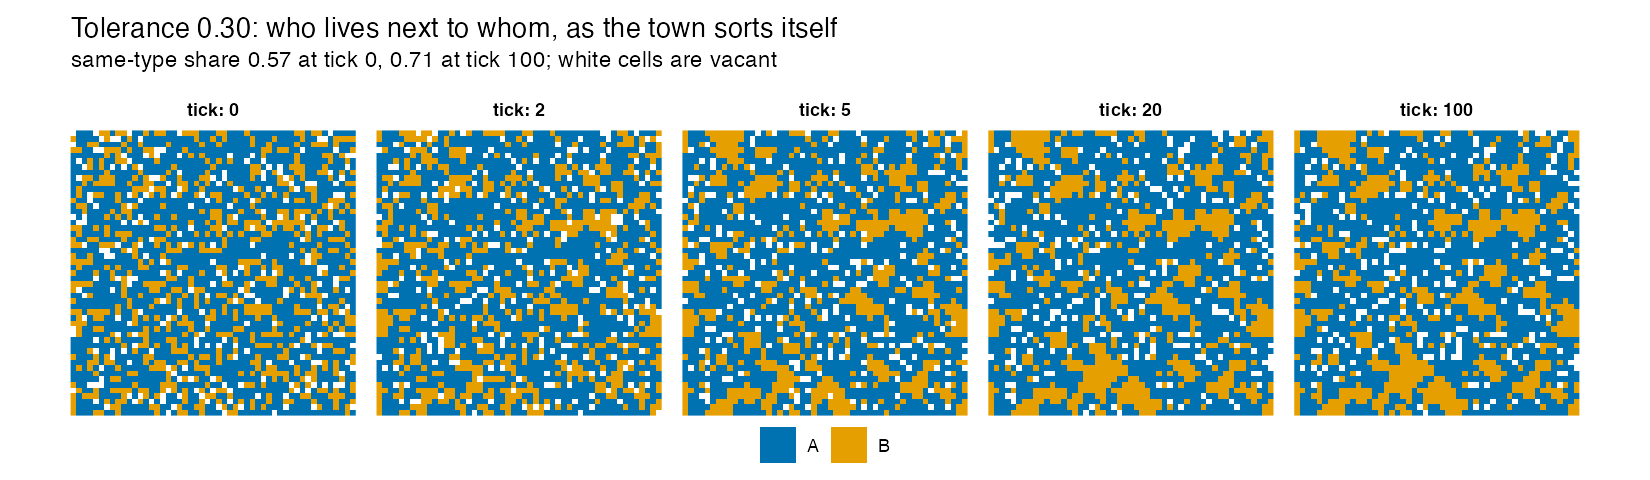 Tolerance 0.30: who lives next to whom, as the town sorts itself
same-type share 0.57 at tick 0, 0.71 at tick 100; white cells are vacant
tick: 0 tick: 2 tick: 5 tick: 20 tick: 100
A B